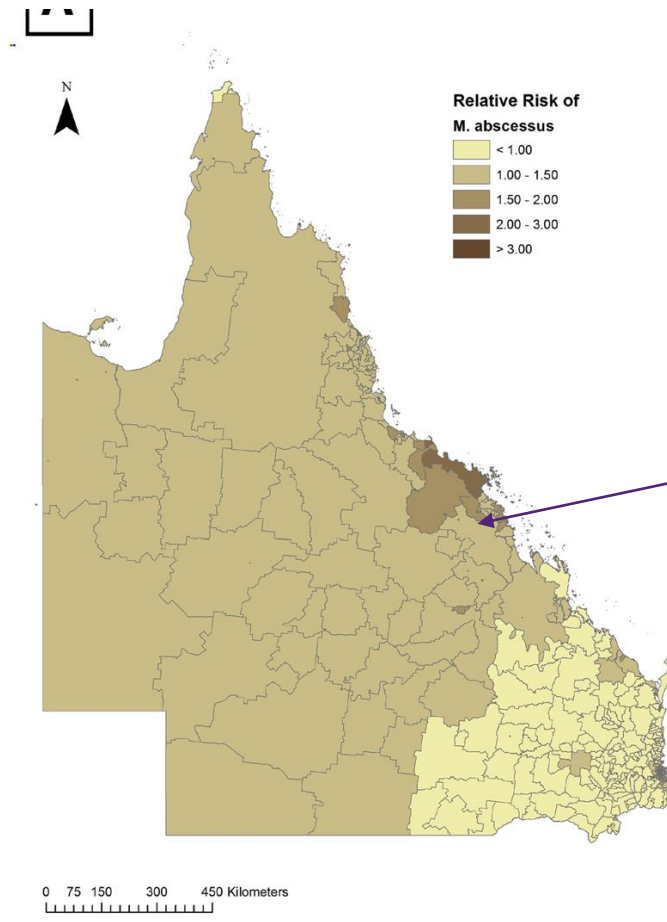 N
Relative Risk of
M. abscessus
< 1.00
1.00 - 1.50
1.50 - 2.00
2.00 - 3.00
> 3.00
0 75 150 300 450 Kilometers